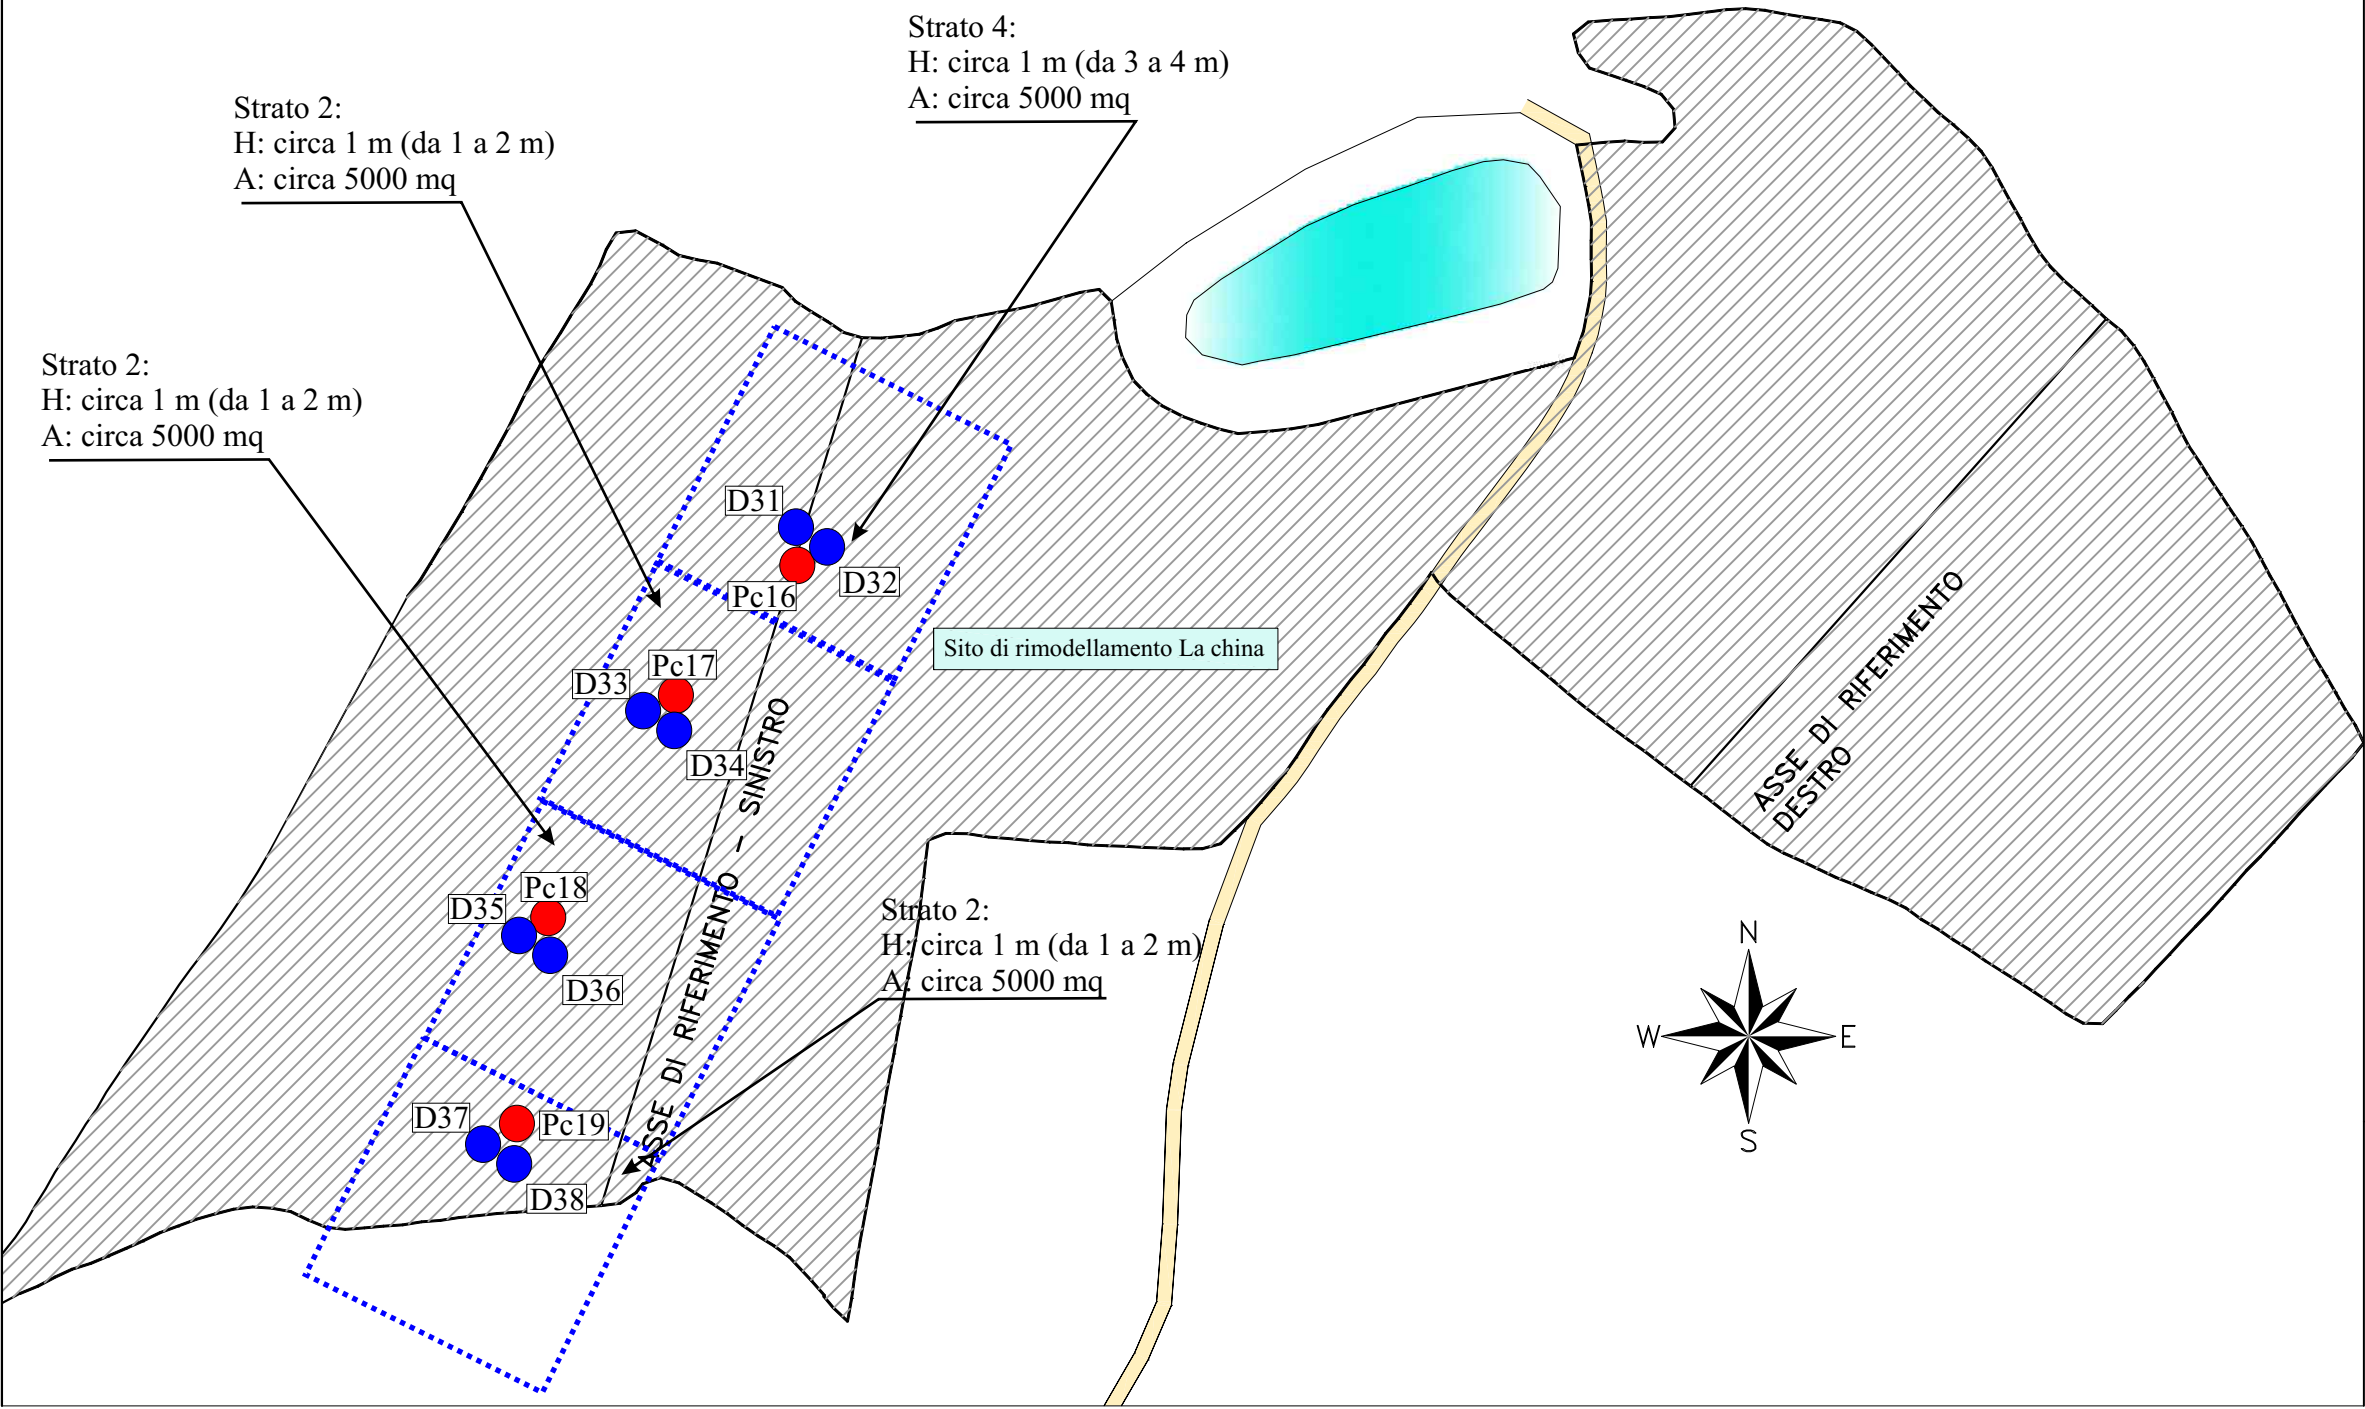 Strato 4:
H: circa 1 m (da 3 a 4 m)
A: circa 5000 mq
Strato 2:
H: circa 1 m (da 1 a 2 m)
A: circa 5000 mq
Strato 2:
H: circa 1 m (da 1 a 2 m)
A: circa 5000 mq
D31
D32
Pc16
Sito di rimodellamento La china
Pc17
D33
D34
ASSE DI RIFERIMENTO - SINISTRO
ASSE DI RIFERIMENTO
DESTRO
Pc18
D35
D36
Strato 2:
H: circa 1 m (da 1 a 2 m)
A: circa 5000 mq
D37
Pc19
D38
N
W
E
S